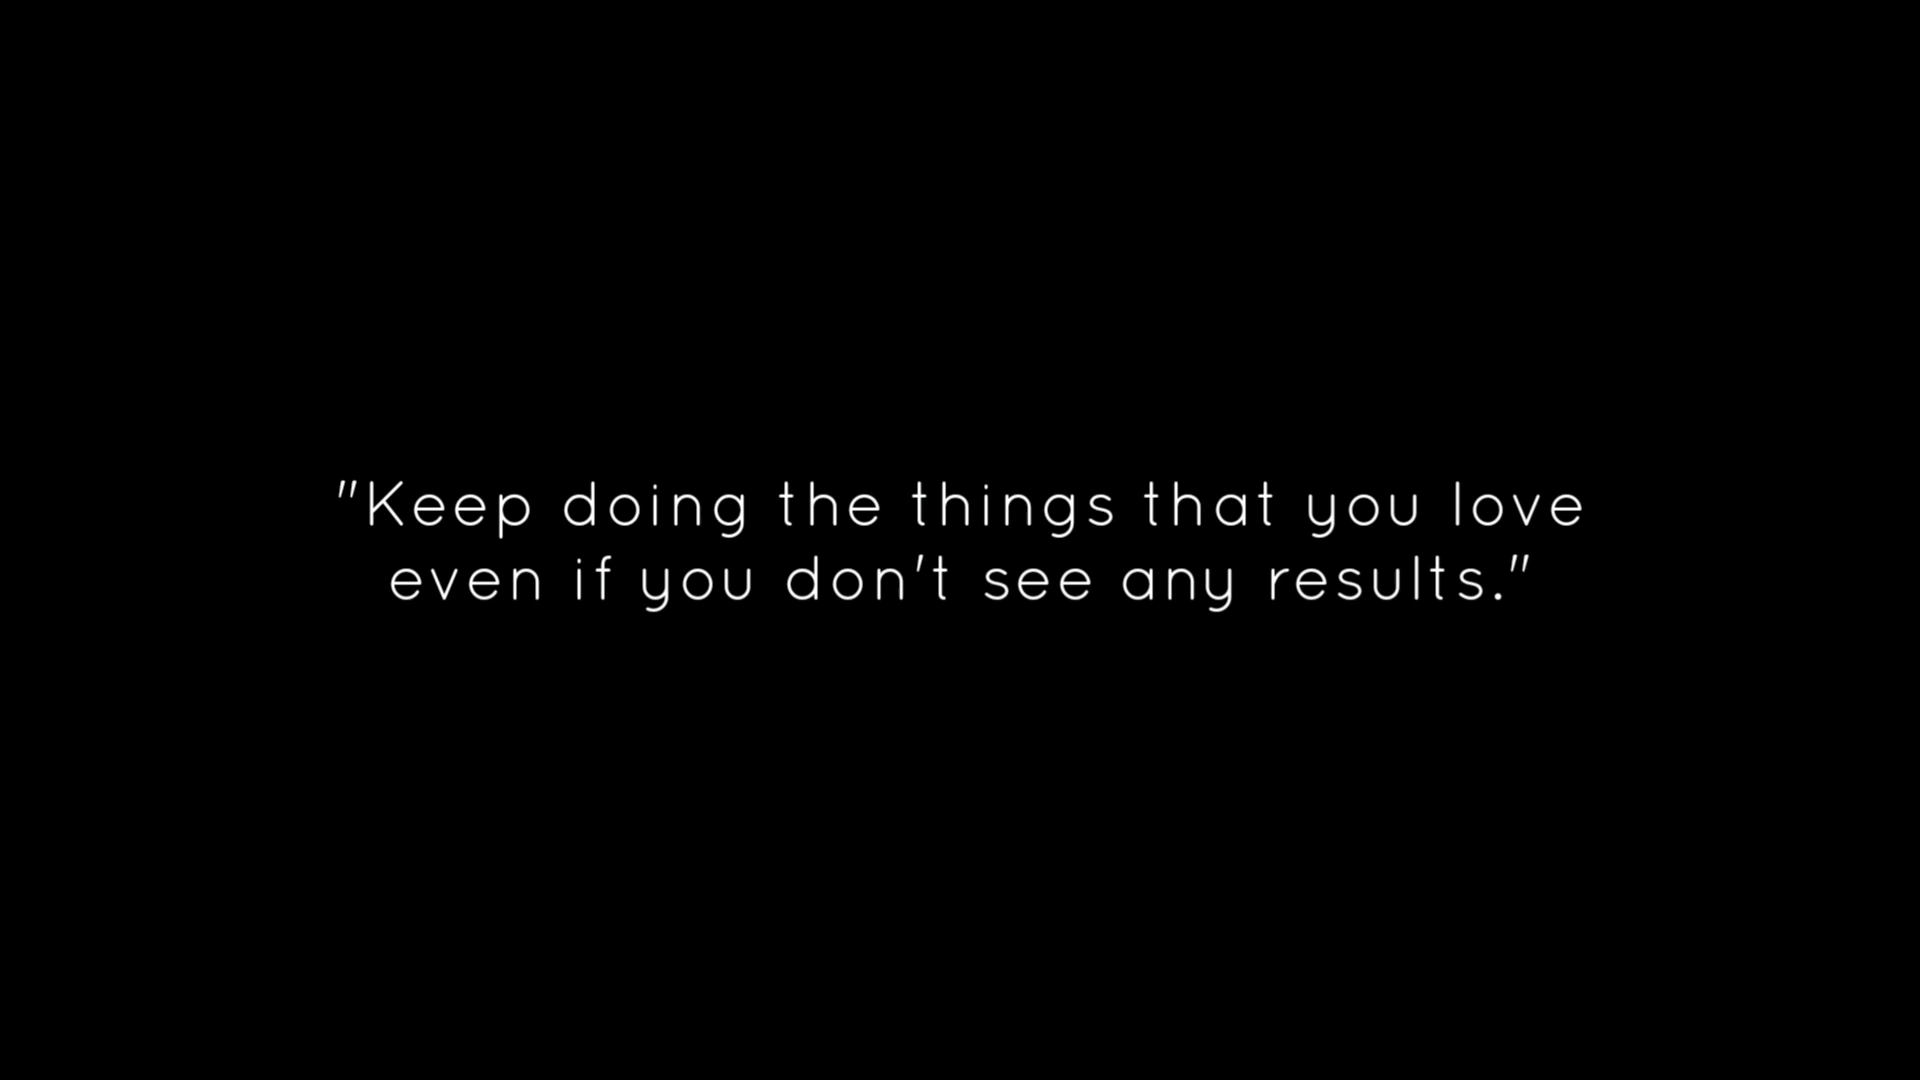 "Keep doing the things that you love
even if you don't see any results."